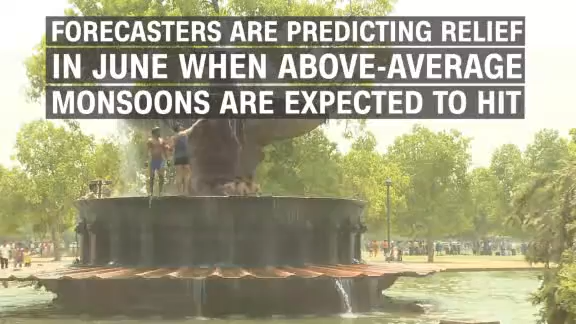 FORECASTERS ARE PREDICTING RELIEF
IN JUNE WHEN ABOVE-AVERAGE
MONSOONS ARE EXPECTED TO HIT